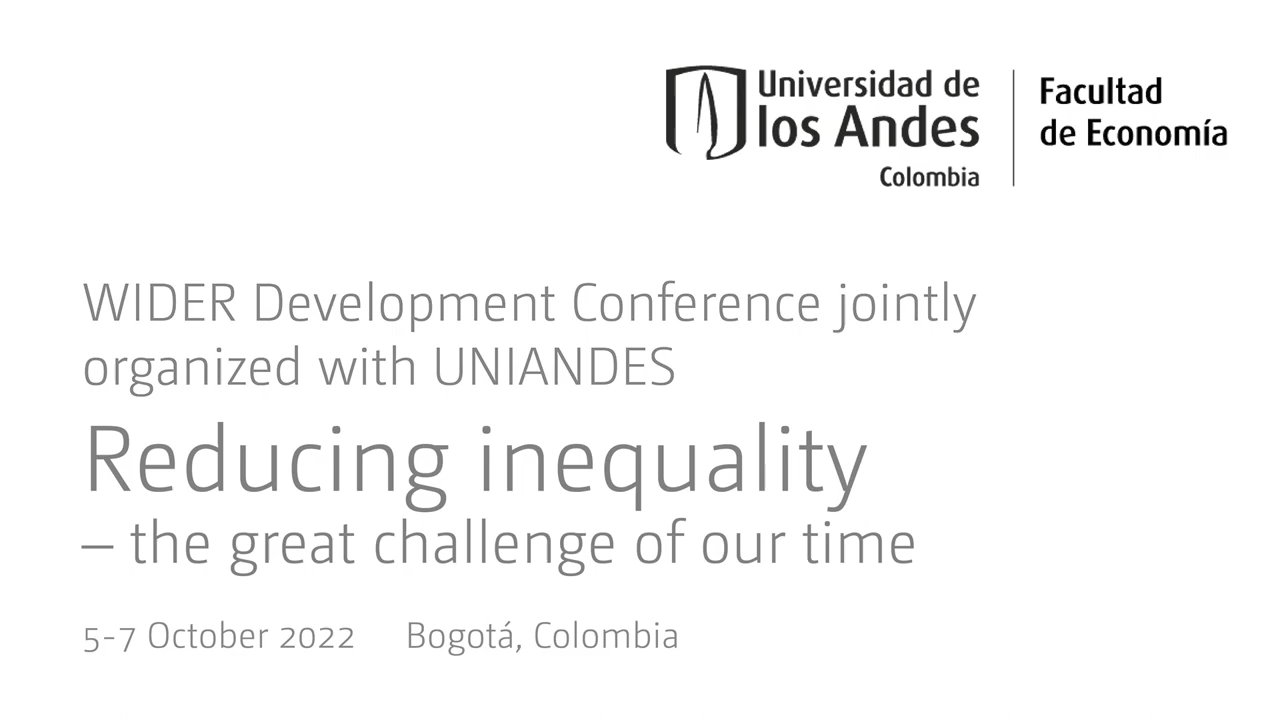 Universidad de
los Andes
Colombia
Facultad
de Economía
WIDER Development Conference jointly
organized with UNIANDES
Reducing inequality
– the great challenge of our time
5-7 October 2022 Bogotá, Colombia